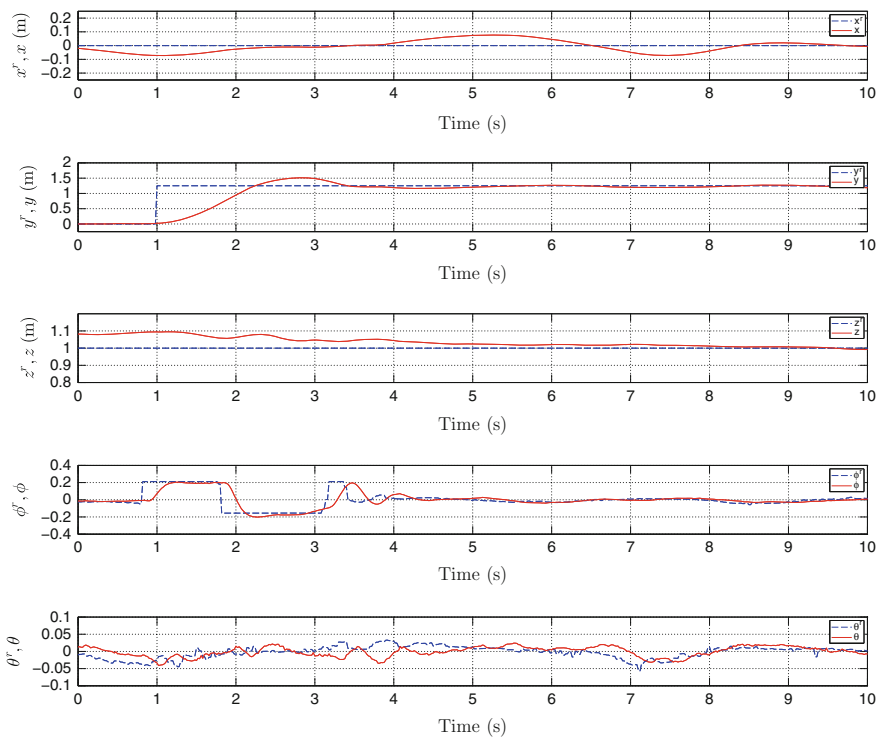 x^r, x (m)
0.2
0.1
0
−0.1
−0.2
x^r
x
0 1 2 3 4 5 6 7 8 9 10
Time (s)
y^r, y (m)
2
1.5
1
0.5
0
y^r
y
0 1 2 3 4 5 6 7 8 9 10
Time (s)
z^r, z (m)
1.1
1
0.9
0.8
z^r
z
0 1 2 3 4 5 6 7 8 9 10
Time (s)
ϕ^r, ϕ
0.4
0.2
0
−0.2
−0.4
ϕ^r
ϕ
0 1 2 3 4 5 6 7 8 9 10
Time (s)
θ^r, θ
0.1
0.05
0
−0.05
−0.1
θ^r
θ
0 1 2 3 4 5 6 7 8 9 10
Time (s)